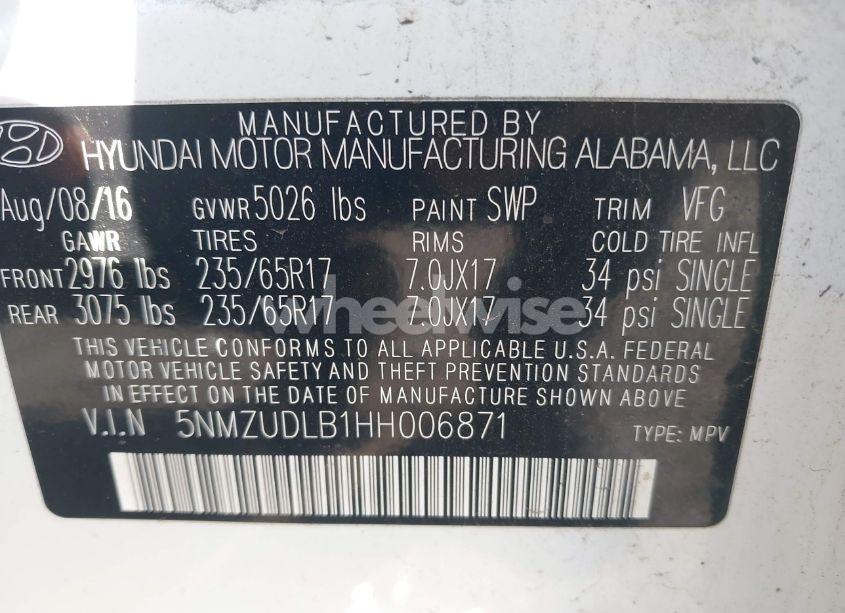 MANUFACTURED BY
HYUNDAI MOTOR MANUFACTURING ALABAMA, LLC
Aug/08/16 GVWR 5026 lbs PAINT SWP TRIM VFG
GAWR TIRES RIMS COLD TIRE INFL
FRONT 2976 lbs 235/65R17 7.0JX17 34 psi SINGLE
wheelwise
REAR 3075 lbs 235/65R17 7.0JX17 34 psi SINGLE
THIS VEHICLE CONFORMS TO ALL APPLICABLE U.S.A. FEDERAL
MOTOR VEHICLE SAFETY AND THEFT PREVENTION STANDARDS
IN EFFECT ON THE DATE OF MANUFACTURE SHOWN ABOVE
V.I.N 5NMZUDLB1HH006871 TYPE: MPV